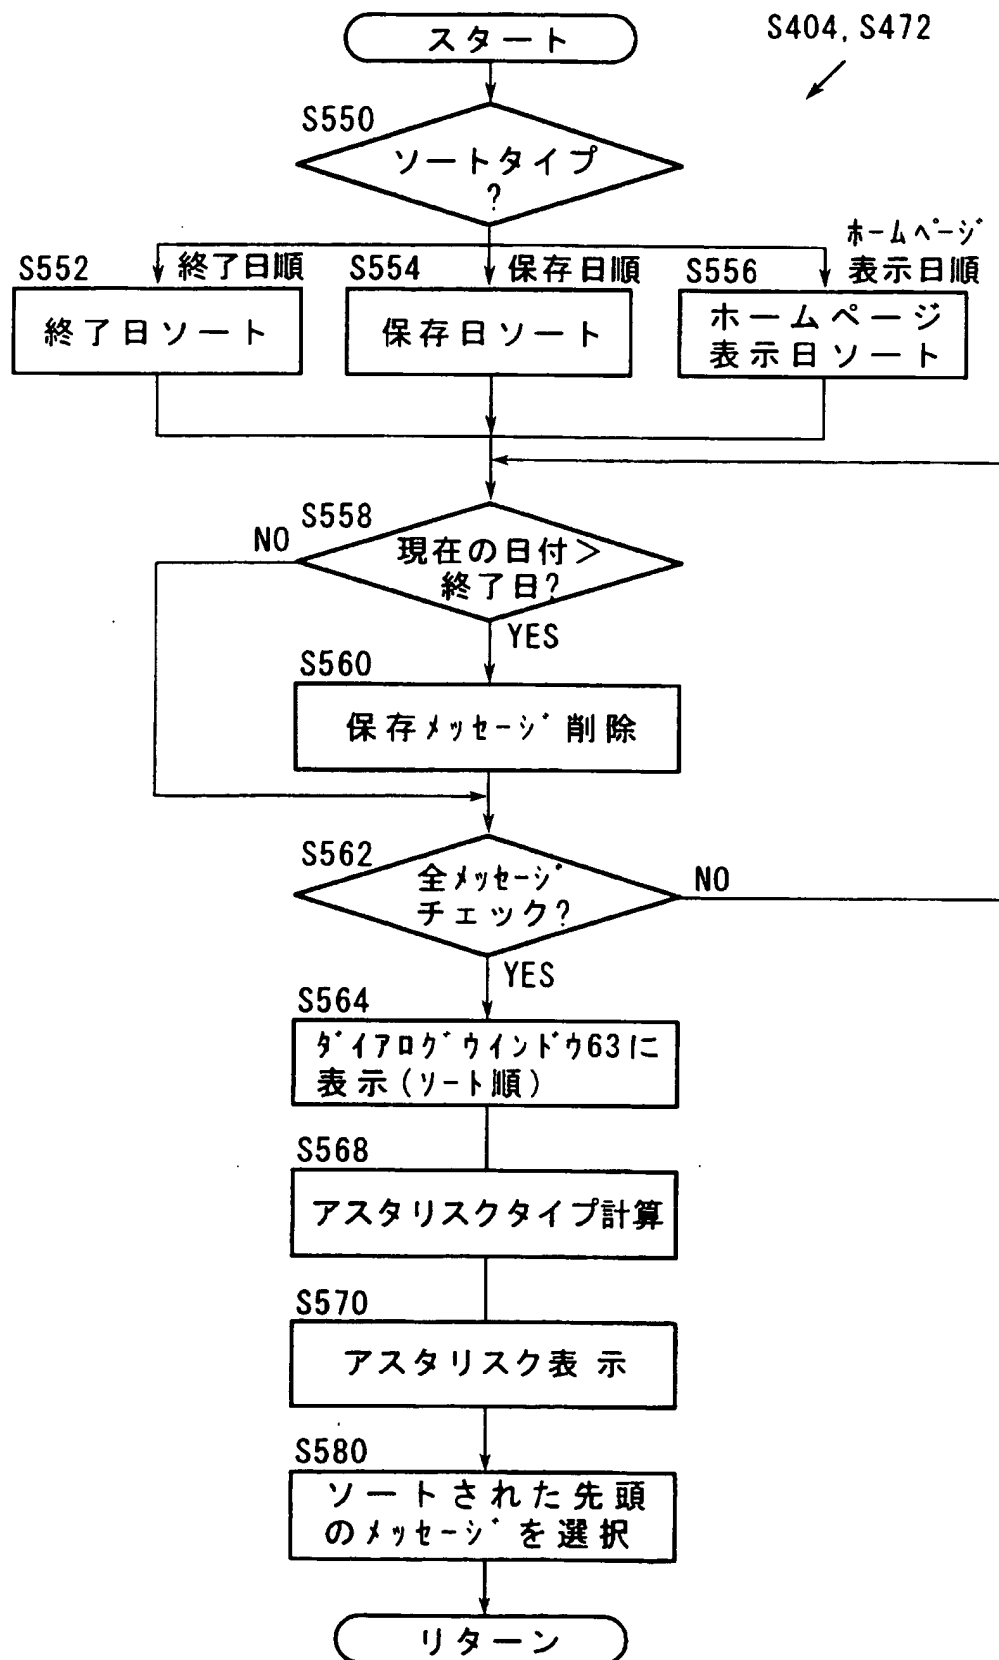 スタート
S404, S472
S550
ソートタイプ
?
S552
終了日順
S554
保存日順
ホームページ
表示日順
S556
終了日ソート
保存日ソート
ホームページ
表示日ソート
S558
NO
現在の日付>
終了日?
YES
S560
保存メッセージ削除
S562
全メッセージ
チェック?
NO
YES
S564
ダイアログウインドウ63に
表示(ソート順)
S568
アスタリスクタイプ計算
S570
アスタリスク表示
S580
ソートされた先頭
のメッセージを選択
リターン